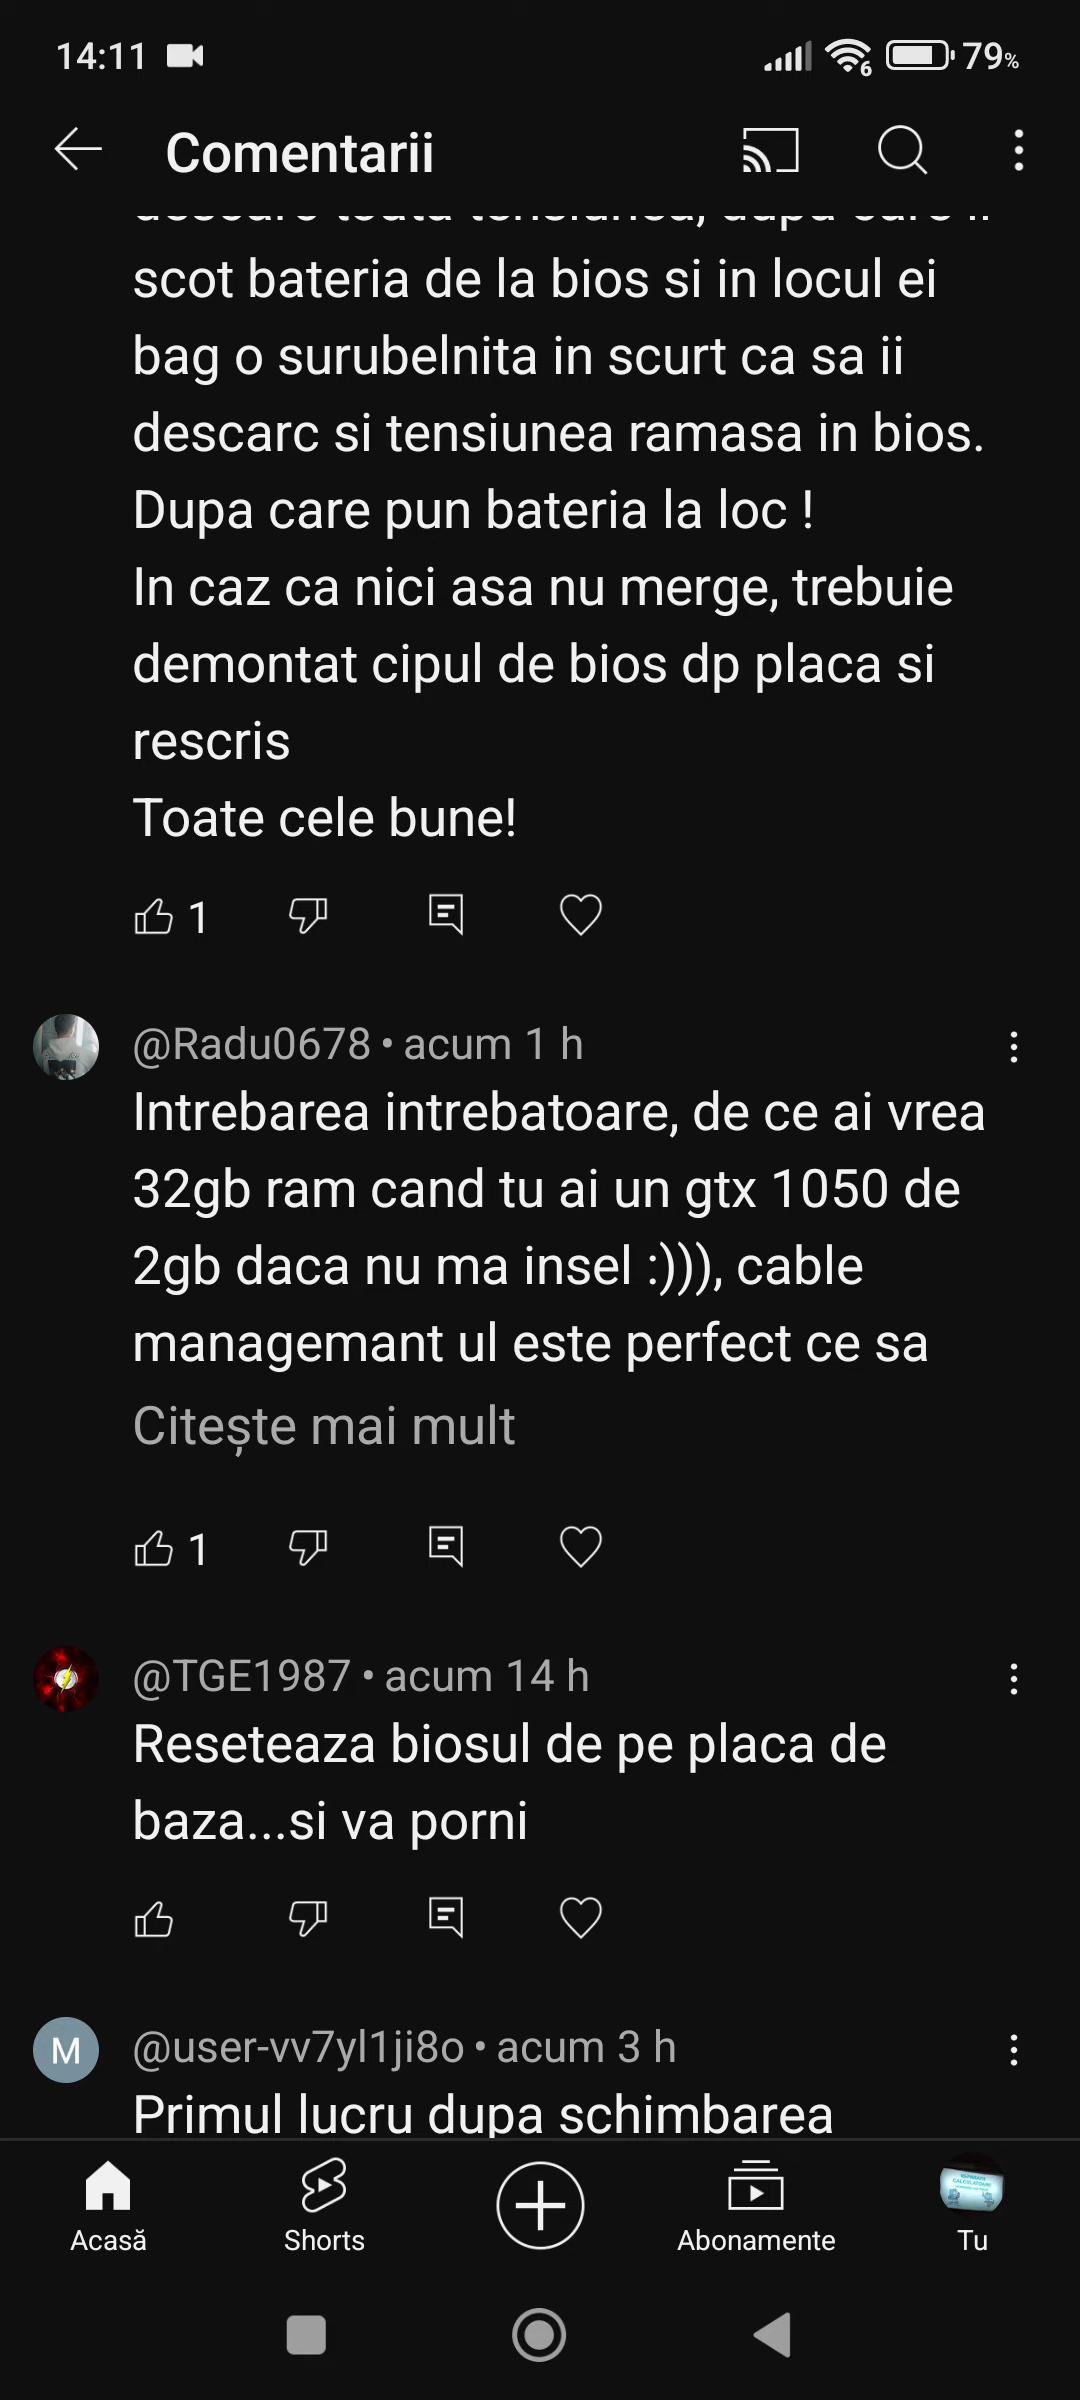 14:11
6
79%
Comentarii
scot bateria de la bios si in locul ei
bag o surubelnita in scurt ca sa ii
descarc si tensiunea ramasa in bios.
Dupa care pun bateria la loc !
In caz ca nici asa nu merge, trebuie
demontat cipul de bios dp placa si
rescris
Toate cele bune!
1
@Radu0678 • acum 1 h
Intrebarea intrebatoare, de ce ai vrea
32gb ram cand tu ai un gtx 1050 de
2gb daca nu ma insel :))), cable
managemant ul este perfect ce sa
Citește mai mult
1
@TGE1987 • acum 14 h
Reseteaza biosul de pe placa de
baza...si va porni
M
@user-vv7yl1ji8o • acum 3 h
Primul lucru dupa schimbarea
Acasă
Shorts
Abonamente
Tu